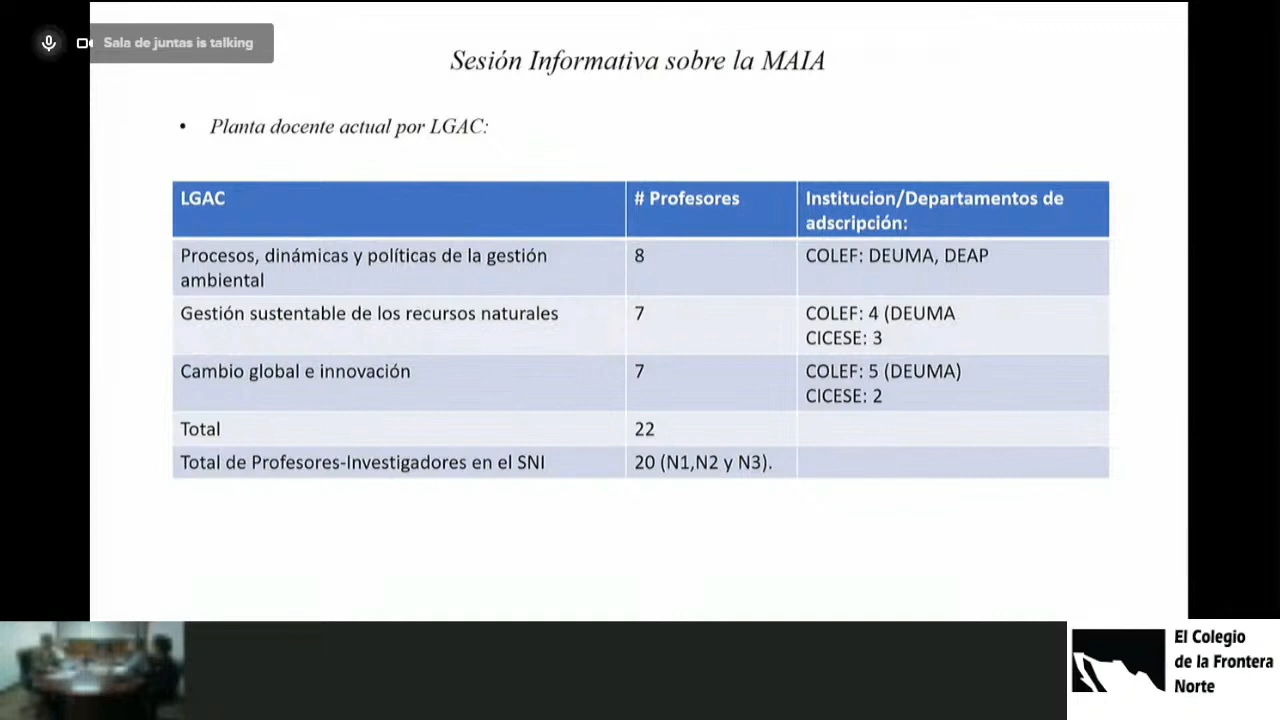 Sala de juntas is talking
Sesión Informativa sobre la MAIA
• Planta docente actual por LGAC:
LGAC # Profesores Institucion/Departamentos de
adscripción:
Procesos, dinámicas y políticas de la gestión 8 COLEF: DEUMA, DEAP
ambiental
Gestión sustentable de los recursos naturales 7 COLEF: 4 (DEUMA
CICESE: 3
Cambio global e innovación 7 COLEF: 5 (DEUMA)
CICESE: 2
Total 22
Total de Profesores-Investigadores en el SNI 20 (N1,N2 y N3).
El Colegio
de la Frontera
Norte